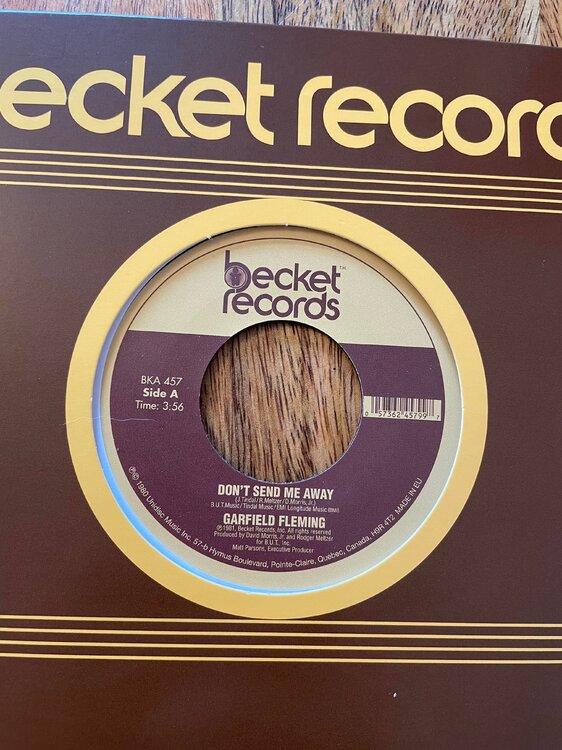 ecket recor
becket
records
TM
BKA 457
Side A
Time: 3:56
0 57362 45799 7
DON'T SEND ME AWAY
(J.Tindal/R.Meltzer/D.Morris, Jr.)
B.U.T.Music/Tindal Music/EMI Longitude Music (BMI)
GARFIELD FLEMING
℗1981, Becket Records, Inc. All rights reserved
Produced by David Morris, Jr. and Rodger Meltzer
for B.U.T. Inc.
Matt Parsons, Executive Producer
℗© 1980 Unidisc Music Inc. 57-b Hymus Boulevard, Pointe-Claire, Quebec, Canada, H9R 4T2 MADE IN EU